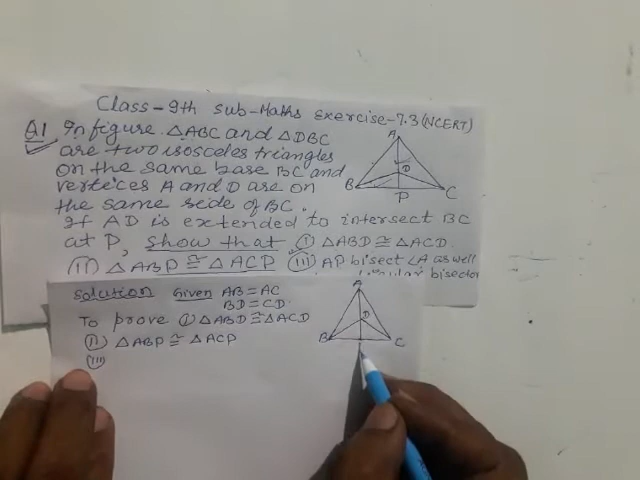 Class-9th Sub-Maths exercise-7.3(NCERT)
Q1 In figure. △ABC and △DBC
are two isosceles triangles
on the same base BC and
vertices A and D are on
the same side of BC.
If AD is extended to intersect BC
at P, show that (i) △ABD ≅ △ACD.
(ii) △ABP ≅ △ACP (iii) AP bisect ∠A as well
bisector
A
D
B
P
C
Solution Given AB=AC
BD=CD.
To prove (i) △ABD ≅ △ACD
(ii) △ABP ≅ △ACP
(iii)
A
D
B
C